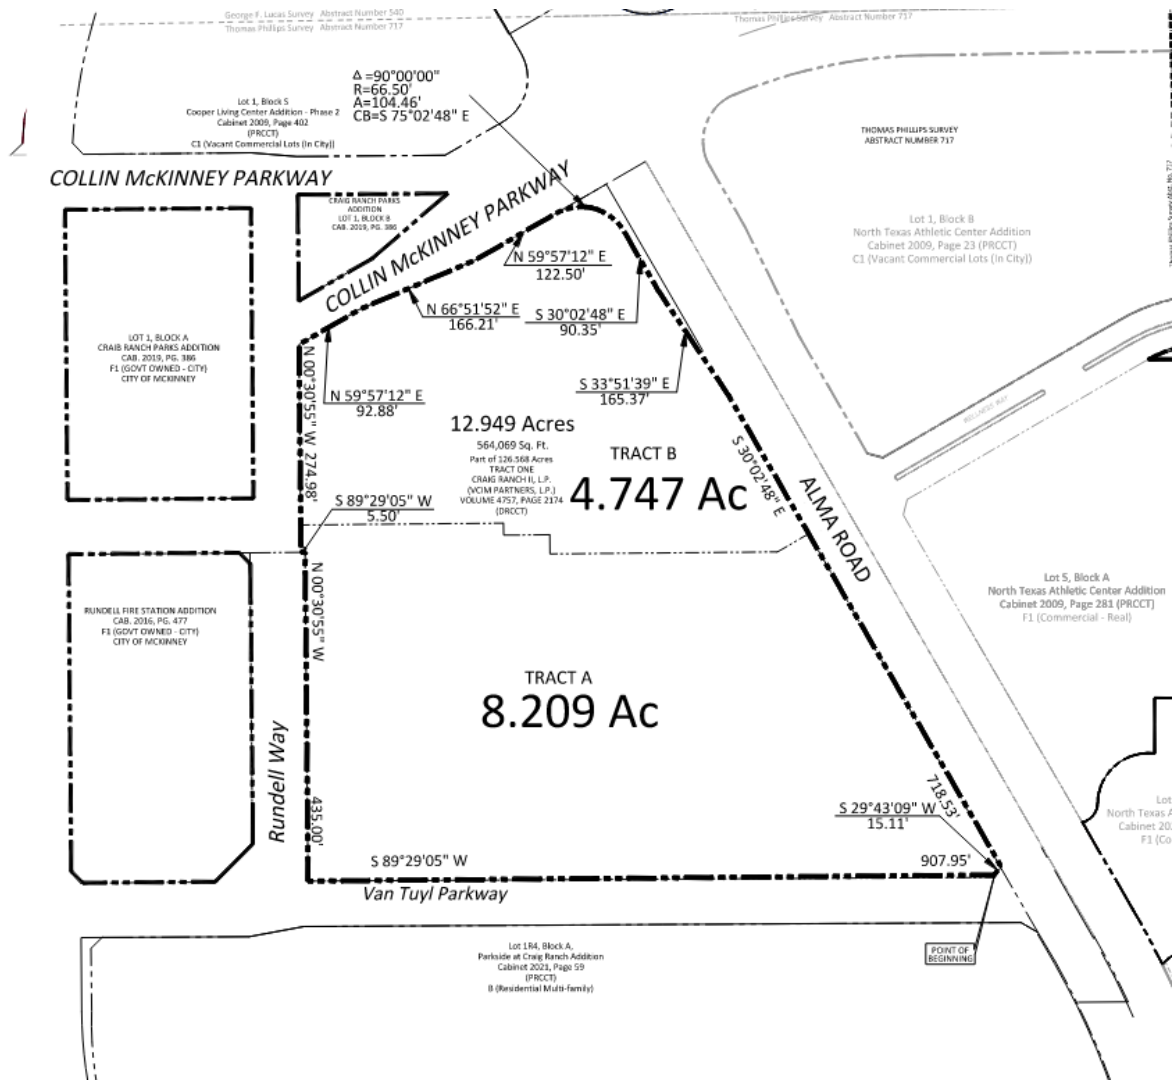 George F. Lucas Survey Abstract Number 540
Thomas Phillips Survey Abstract Number 717
Thomas Phillips Survey Abstract Number 717
Δ =90°00'00"
R=66.50'
A=104.46'
CB=S 75°02'48" E
Lot 1, Block S
Cooper Living Center Addition - Phase 2
Cabinet 2009, Page 402
(PRCCT)
C1 (Vacant Commercial Lots (In City))
THOMAS PHILLIPS SURVEY
ABSTRACT NUMBER 717
COLLIN McKINNEY PARKWAY
COLLIN McKINNEY PARKWAY
CRAIG RANCH PARKS
ADDITION
LOT 1, BLOCK B
CAB. 2019, PG. 386
Lot 1, Block B
North Texas Athletic Center Addition
Cabinet 2009, Page 23 (PRCCT)
C1 (Vacant Commercial Lots (In City))
N 59°57'12" E
122.50'
N 66°51'52" E
166.21'
S 30°02'48" E
90.35'
LOT 1, BLOCK A
CRAIB RANCH PARKS ADDITION
CAB. 2019, PG. 386
F1 (GOVT OWNED - CITY)
CITY OF MCKINNEY
N 00°30'55" W 274.98'
N 59°57'12" E
92.88'
S 33°51'39" E
165.37'
WELLNESS WAY
12.949 Acres
564,069 Sq. Ft.
Part of 126.568 Acres
TRACT ONE
CRAIG RANCH II, L.P.
(VCIM PARTNERS, L.P.)
VOLUME 4757, PAGE 2174
(DRCCT)
TRACT B
4.747 Ac
S 30°02'48" E
ALMA ROAD
S 89°29'05" W
5.50'
N 00°30'55" W
RUNDELL FIRE STATION ADDITION
CAB. 2016, PG. 477
F1 (GOVT OWNED - CITY)
CITY OF MCKINNEY
Lot 5, Block A
North Texas Athletic Center Addition
Cabinet 2009, Page 281 (PRCCT)
F1 (Commercial - Real)
TRACT A
8.209 Ac
Rundell Way
435.00'
718.53'
S 29°43'09" W
15.11'
Lot
North Texas A
Cabinet 20
F1 (Co
S 89°29'05" W
907.95'
Van Tuyl Parkway
POINT OF
BEGINNING
Lot 1R4, Block A,
Parkside at Craig Ranch Addition
Cabinet 2021, Page 59
(PRCCT)
B (Residential Multi-family)